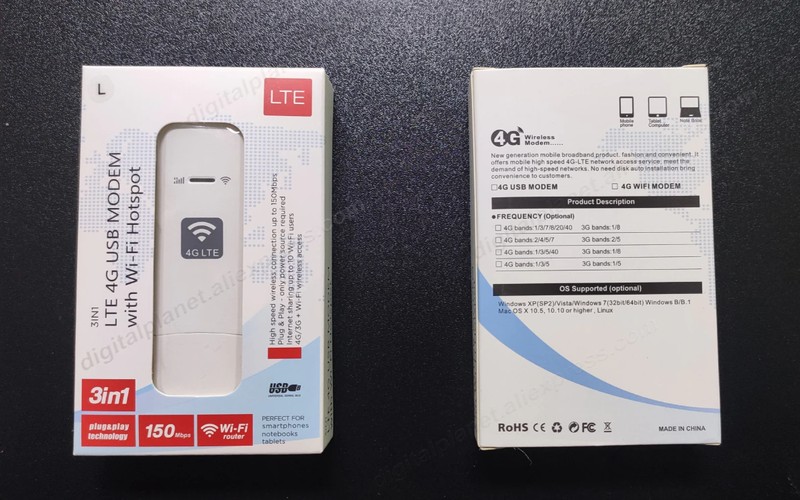 L
LTE
3IN1
LTE 4G USB MODEM
with Wi-Fi Hotspot
4G LTE
High speed wireless connection up to 150Mbps
Plug & Play - only power source required
Internet sharing up to 10 Wi-Fi users
4G/3G + Wi-Fi wireless access
3in1
plug&play
technology
150 Mbps
Wi-Fi
router
USB
PERFECT FOR
smartphones
notebooks
tablets
Mobile
phone
Tablet
Computer
4G Wireless
Modem......
New generation mobile broadband product, fashion and convenient. It
offers mobile high speed 4G-LTE network access service: meet the
demand of high-speed networks. No need disk auto installation bring
convenience to customers.
4G USB MODEM 4G WIFI MODEM
Product Description
FREQUENCY (Optional)
4G bands:1/3/7/8/20/40 3G bands:1/8
4G bands:2/4/5/7 3G bands:2/5
4G bands:1/3/5/40 3G bands:1/8
4G bands:1/3/5 3G bands:1/5
OS Supported (optional)
Windows XP(SP2)/Vista/Windows 7(32bit/64bit) Windows 8/8.1
Mac OS X 10.5, 10.10 or higher, Linux
RoHS CE FC
MADE IN CHINA
digitalplanet.aliexpress.com